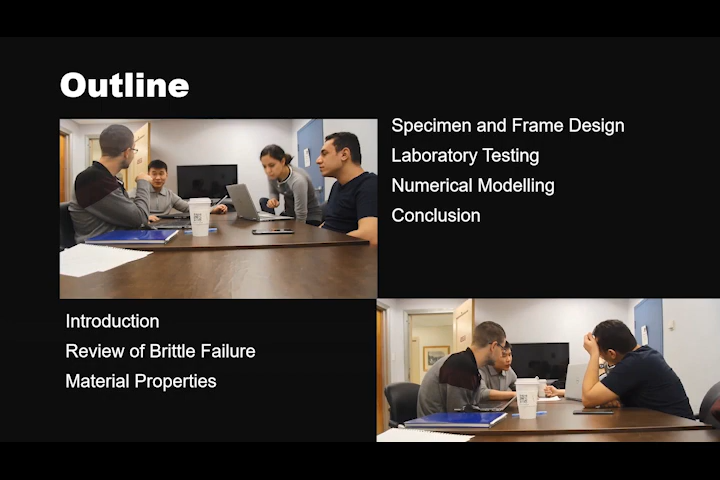 Outline
Introduction
Review of Brittle Failure
Material Properties
Specimen and Frame Design
Laboratory Testing
Numerical Modelling
Conclusion